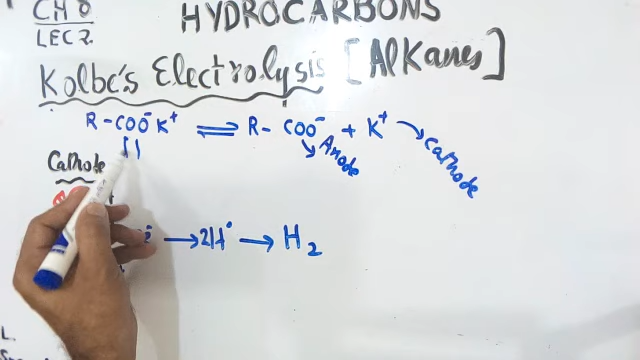 CH 8
HYDROCARBONS
LEC 2.
Kolbe's Electrolysis [Alkanes]
R-COO⁻K⁺ ⇌ R-COO⁻ + K⁺
Anode
Cathode
Cathode
→ 2H° → H₂
L.